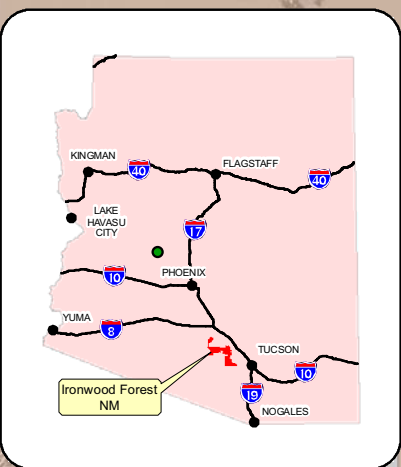 KINGMAN
40
FLAGSTAFF
40
LAKE
HAVASU
CITY
17
PHOENIX
10
YUMA
8
TUCSON
Ironwood Forest
NM
10
19
NOGALES